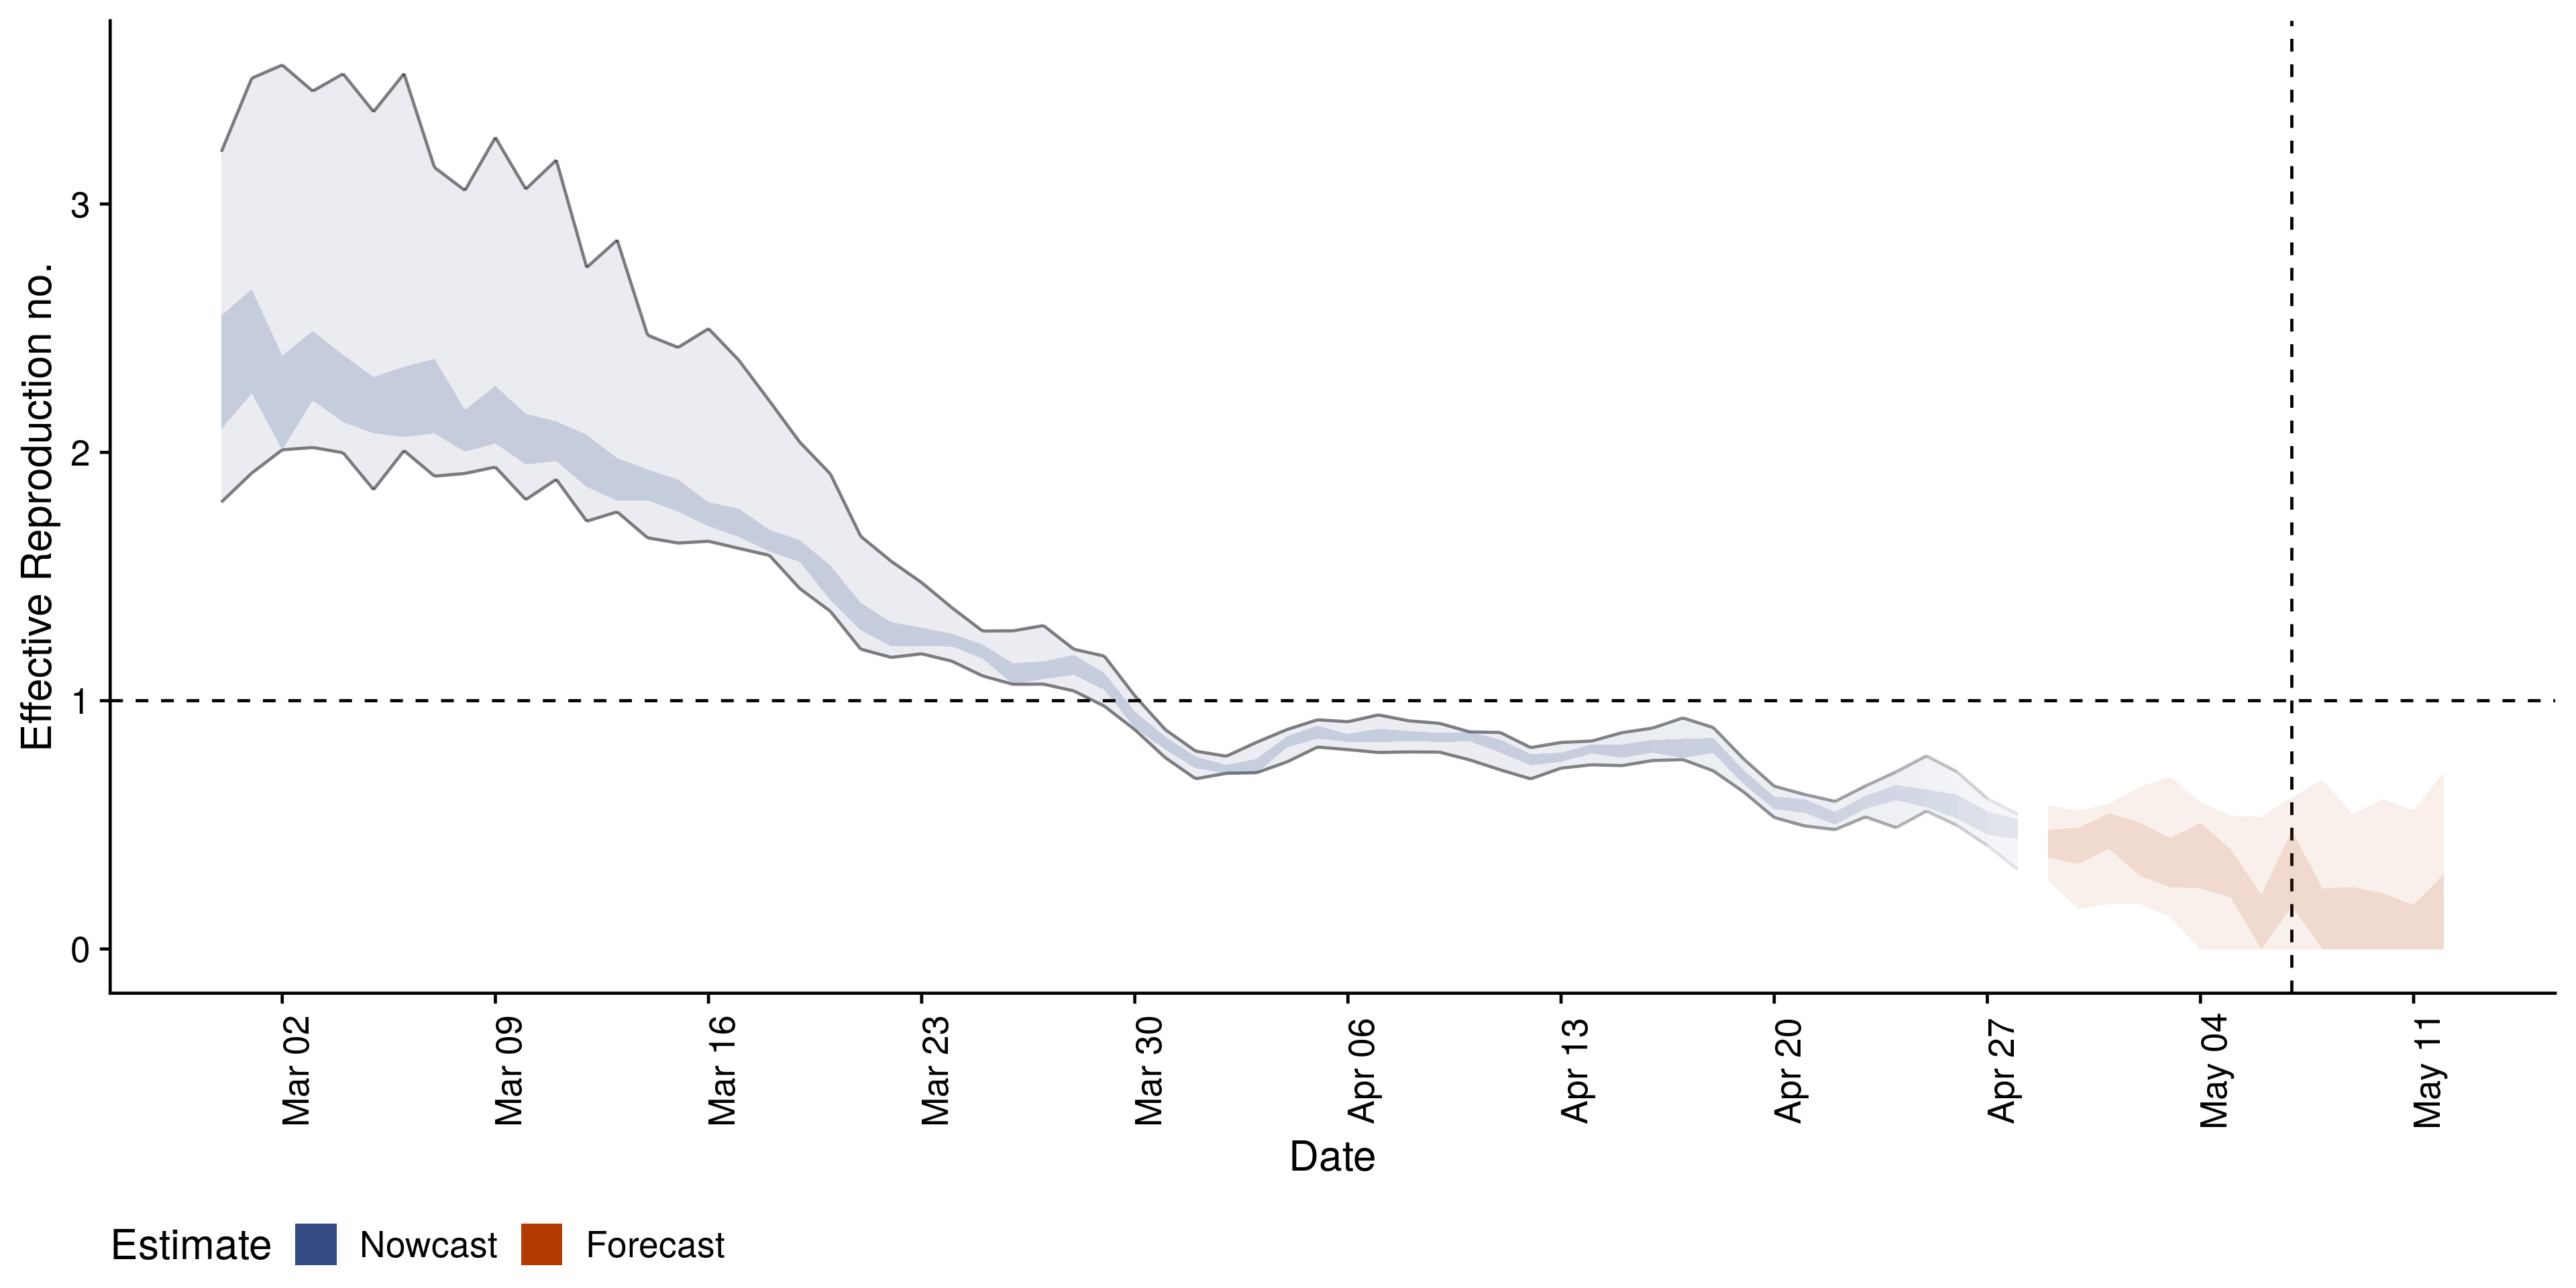 Effective Reproduction no.
3
2
1
0
Mar 02
Mar 09
Mar 16
Mar 23
Mar 30
Apr 06
Apr 13
Apr 20
Apr 27
May 04
May 11
Date
Estimate Nowcast Forecast